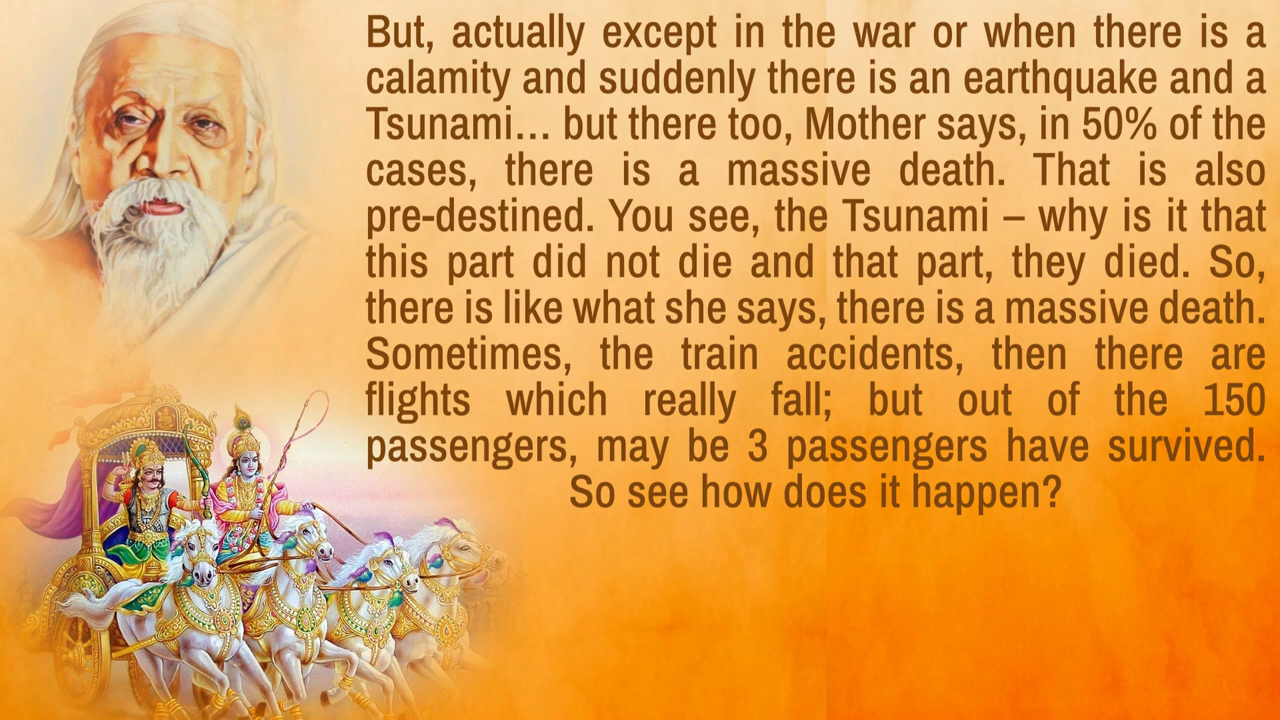 But, actually except in the war or when there is a
calamity and suddenly there is an earthquake and a
Tsunami... but there too, Mother says, in 50% of the
cases, there is a massive death. That is also
pre-destined. You see, the Tsunami – why is it that
this part did not die and that part, they died. So,
there is like what she says, there is a massive death.
Sometimes, the train accidents, then there are
flights which really fall; but out of the 150
passengers, may be 3 passengers have survived.
So see how does it happen?